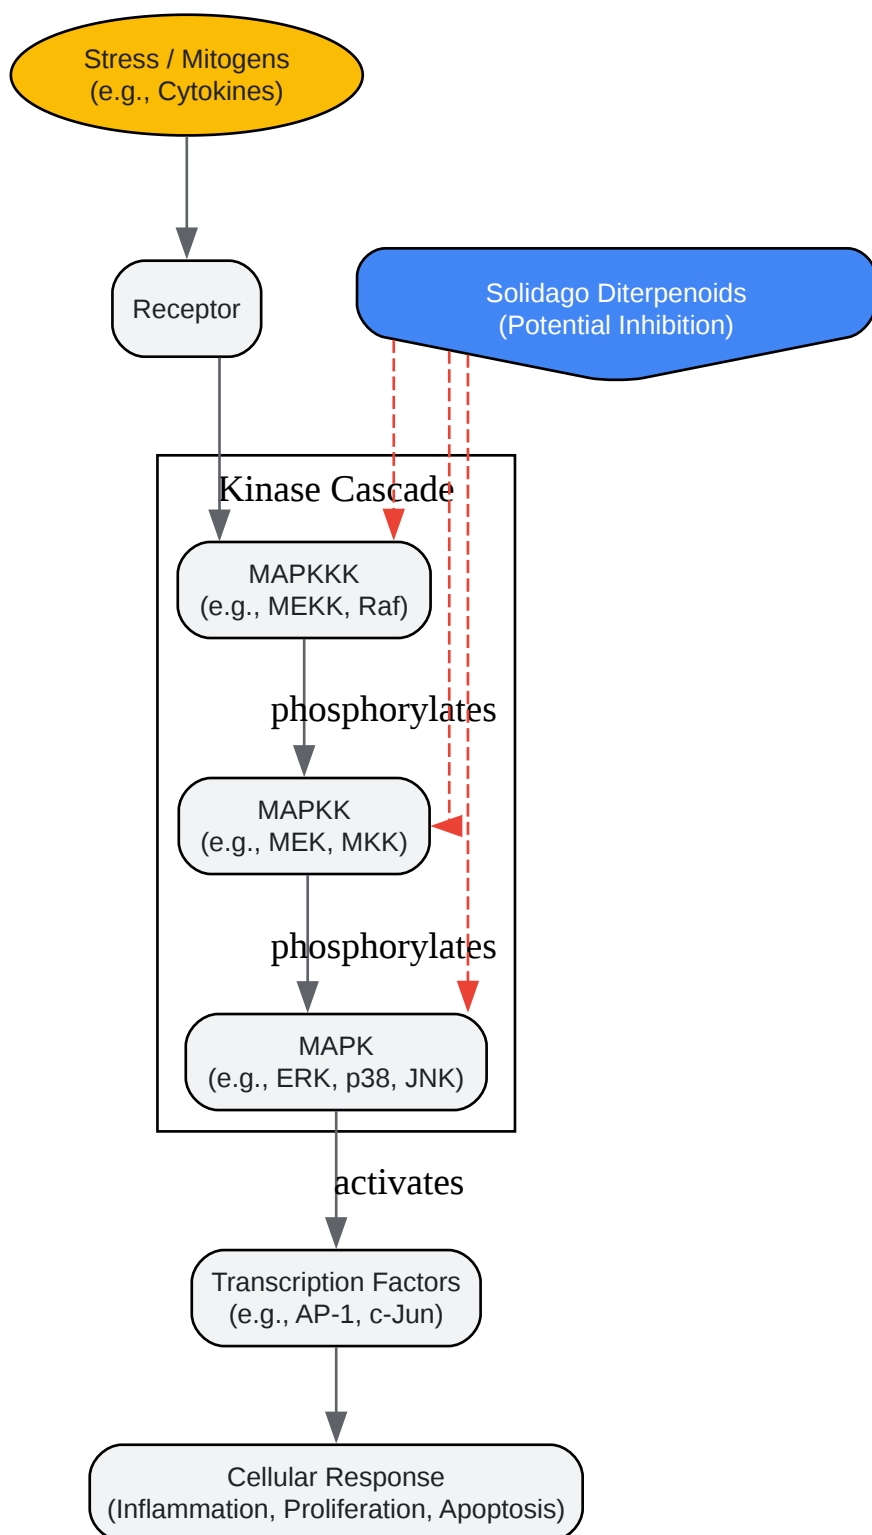 Stress / Mitogens
(e.g., Cytokines)
Receptor
Solidago Diterpenoids
(Potential Inhibition)
Kinase Cascade
MAPKKK
(e.g., MEKK, Raf)
phosphorylates
MAPKK
(e.g., MEK, MKK)
phosphorylates
MAPK
(e.g., ERK, p38, JNK)
activates
Transcription Factors
(e.g., AP-1, c-Jun)
Cellular Response
(Inflammation, Proliferation, Apoptosis)